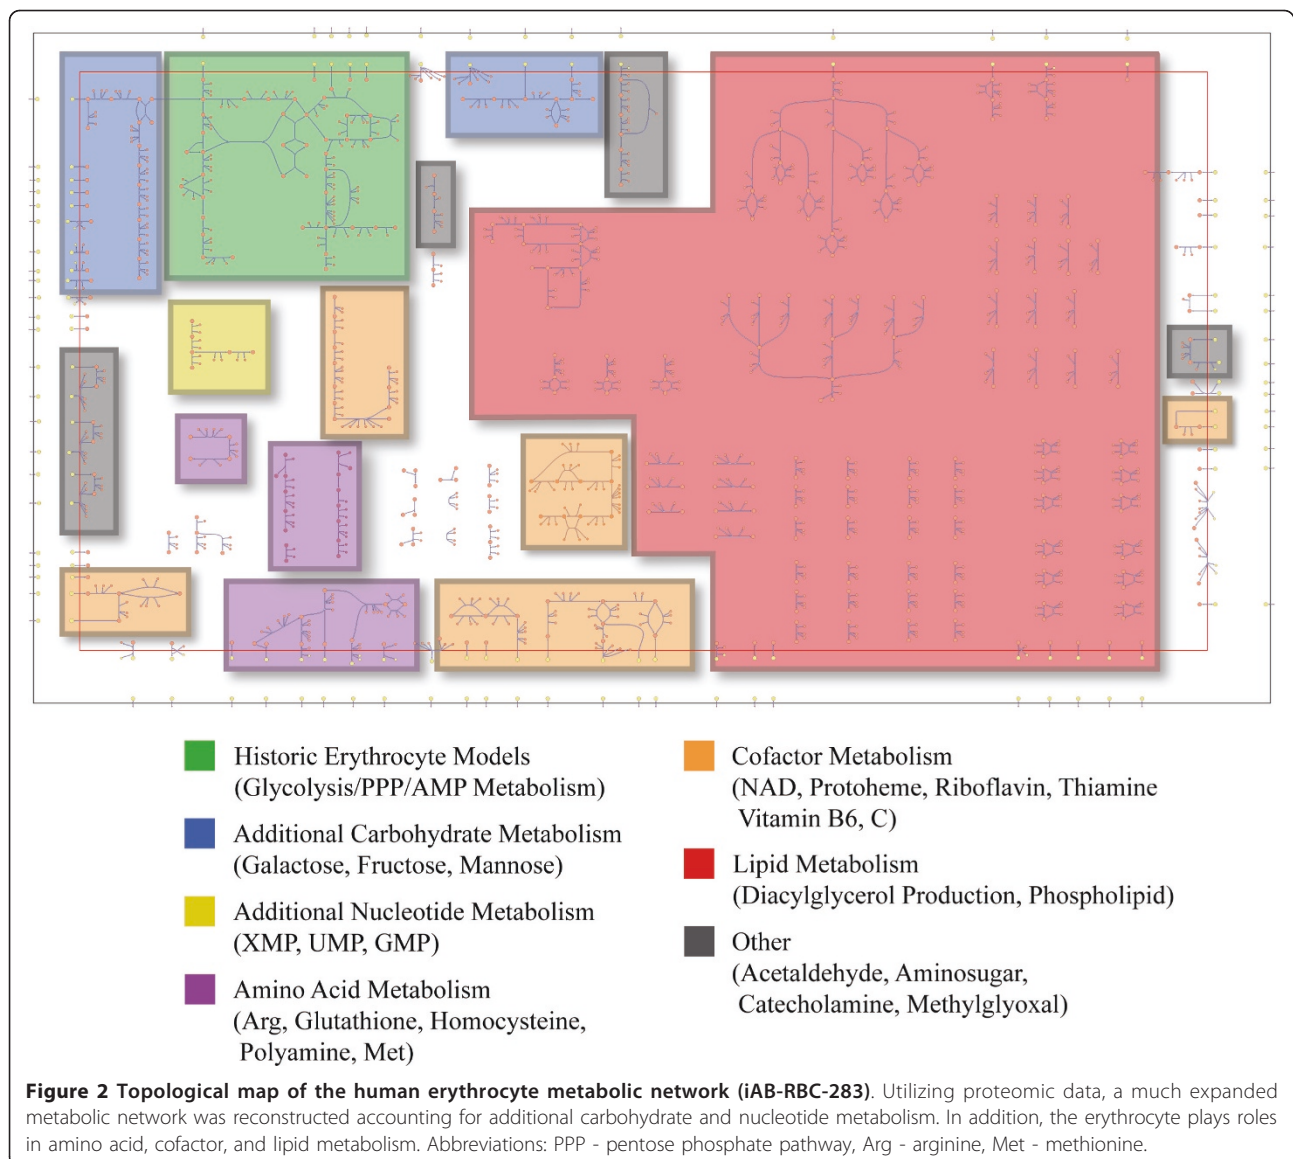 Historic Erythrocyte Models
(Glycolysis/PPP/AMP Metabolism)
Additional Carbohydrate Metabolism
(Galactose, Fructose, Mannose)
Additional Nucleotide Metabolism
(XMP, UMP, GMP)
Amino Acid Metabolism
(Arg, Glutathione, Homocysteine,
Polyamine, Met)
Cofactor Metabolism
(NAD, Protoheme, Riboflavin, Thiamine
Vitamin B6, C)
Lipid Metabolism
(Diacylglycerol Production, Phospholipid)
Other
(Acetaldehyde, Aminosugar,
Catecholamine, Methylglyoxal)
Figure 2 Topological map of the human erythrocyte metabolic network (iAB-RBC-283). Utilizing proteomic data, a much expanded
metabolic network was reconstructed accounting for additional carbohydrate and nucleotide metabolism. In addition, the erythrocyte plays roles
in amino acid, cofactor, and lipid metabolism. Abbreviations: PPP - pentose phosphate pathway, Arg - arginine, Met - methionine.